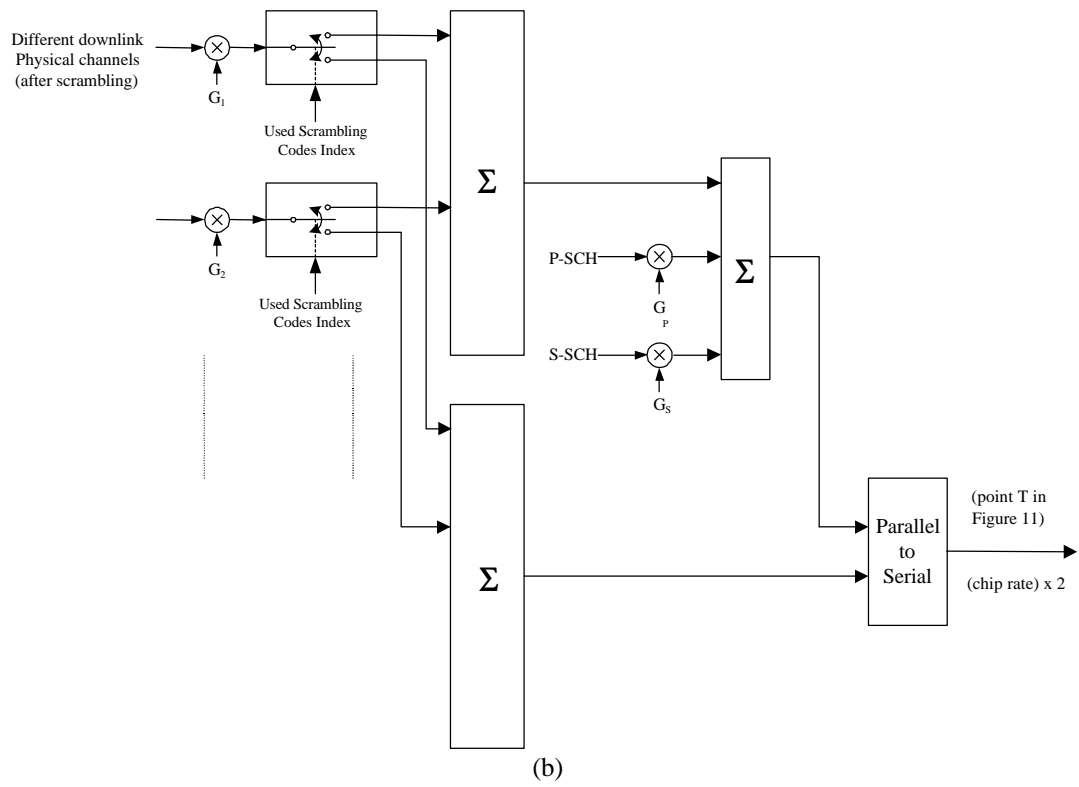 Different downlink
Physical channels
(after scrambling)
×
G1
Used Scrambling
Codes Index
Σ
×
G2
Used Scrambling
Codes Index
P-SCH
×
GP
Σ
S-SCH
×
GS
Σ
Parallel
to
Serial
(point T in
Figure 11)
(chip rate) x 2
(b)